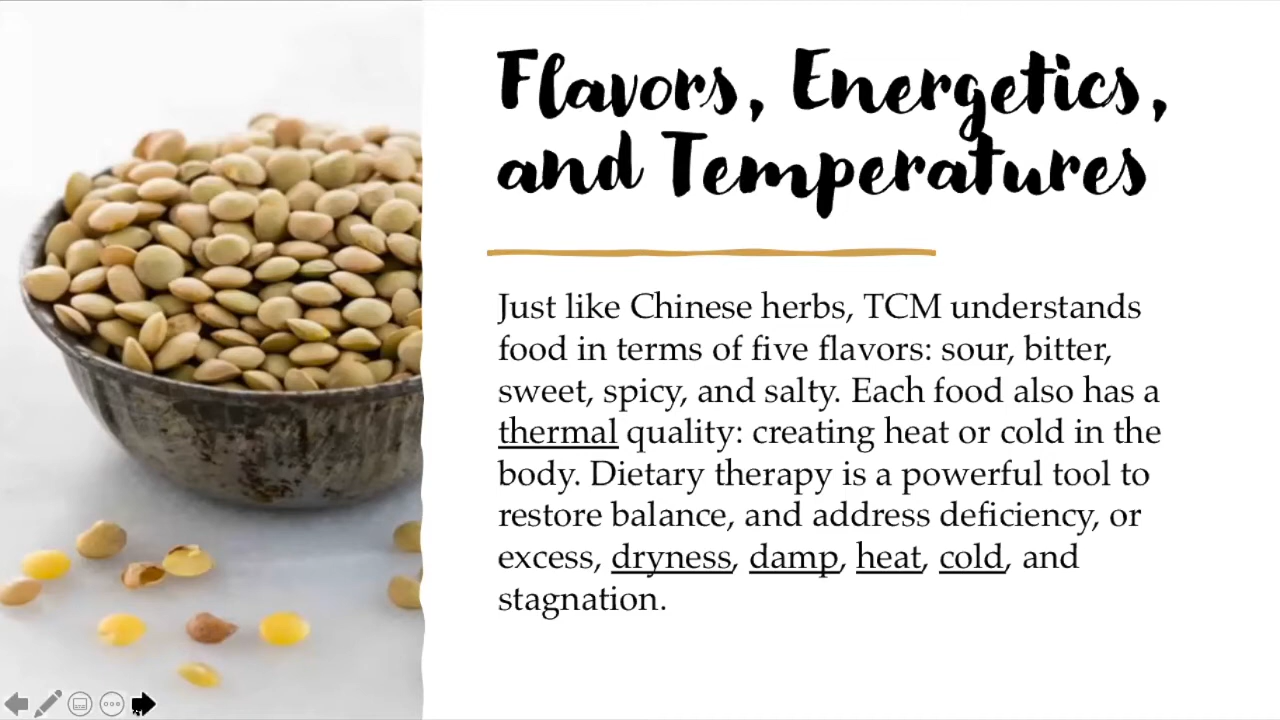 Flavors, Energetics,
and Temperatures
Just like Chinese herbs, TCM understands
food in terms of five flavors: sour, bitter,
sweet, spicy, and salty. Each food also has a
thermal quality: creating heat or cold in the
body. Dietary therapy is a powerful tool to
restore balance, and address deficiency, or
excess, dryness, damp, heat, cold, and
stagnation.